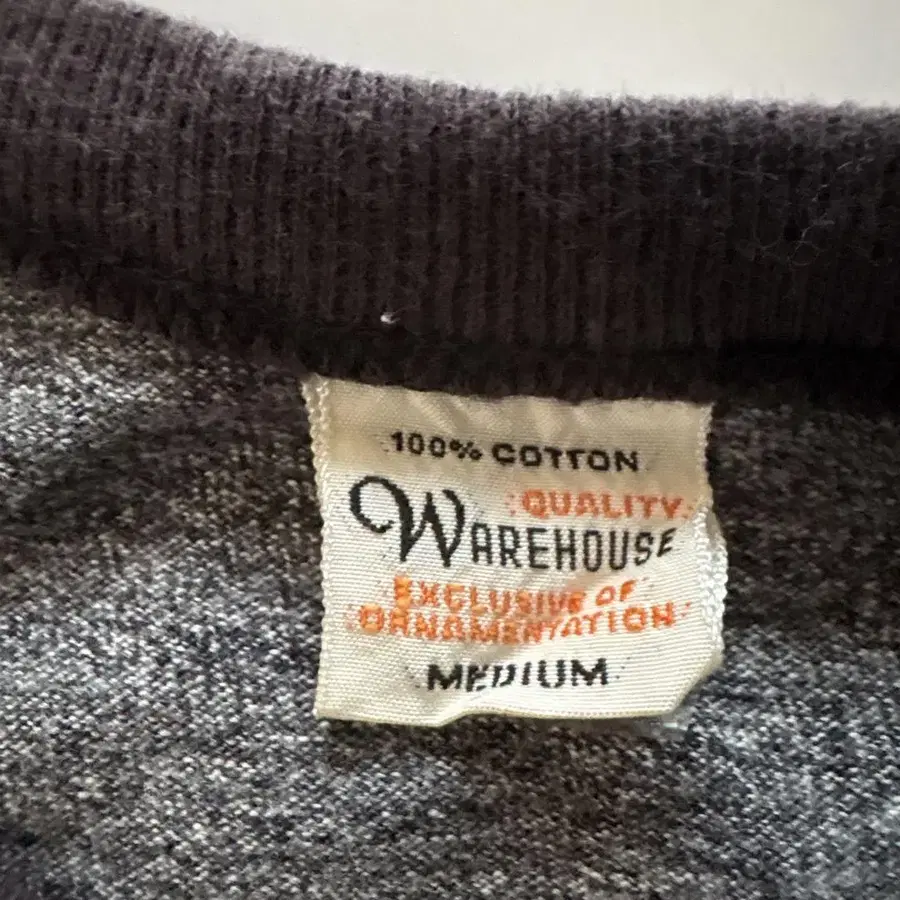 100% COTTON
QUALITY
WAREHOUSE
EXCLUSIVE OF
ORNAMENTATION
MEDIUM